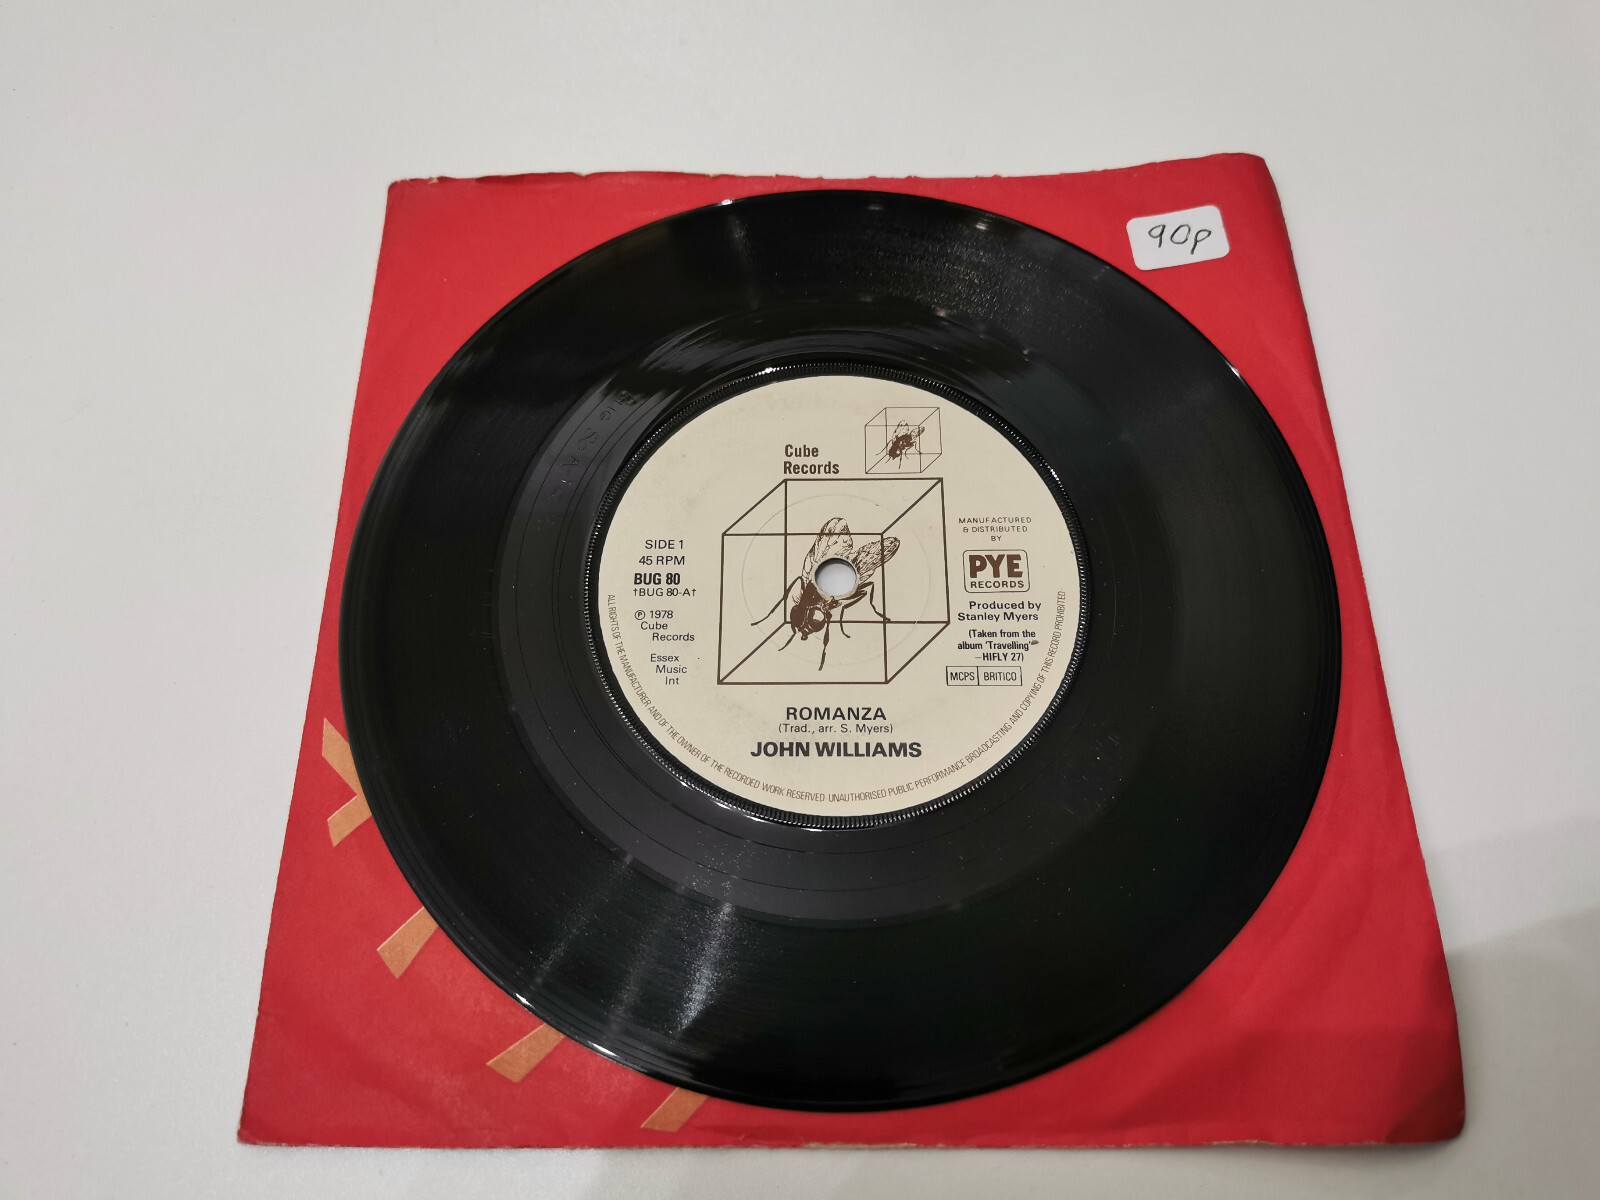 90p
Cube
Records
SIDE 1
45 RPM
BUG 80
†BUG 80-A†
℗ 1978
Cube
Records
Essex
Music
Int
MANUFACTURED
& DISTRIBUTED
BY
PYE
RECORDS
Produced by
Stanley Myers
(Taken from the
album 'Travelling'
—HIFLY 27)
MCPS BRITICO
ROMANZA
(Trad., arr. S. Myers)
JOHN WILLIAMS
ALL RIGHTS OF THE MANUFACTURER AND OF THE OWNER OF THE RECORDED WORK RESERVED UNAUTHORISED PUBLIC PERFORMANCE BROADCASTING AND COPYING OF THIS RECORD PROHIBITED